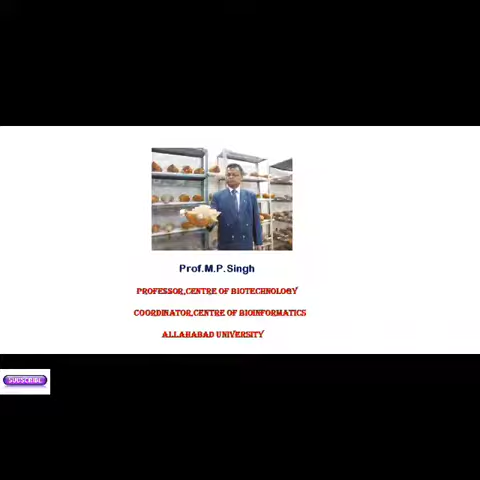 Prof.M.P.Singh
PROFESSOR,CENTRE OF BIOTECHNOLOGY
COORDINATOR,CENTRE OF BIOINFORMATICS
ALLAHABAD UNIVERSITY
SUBSCRIBE